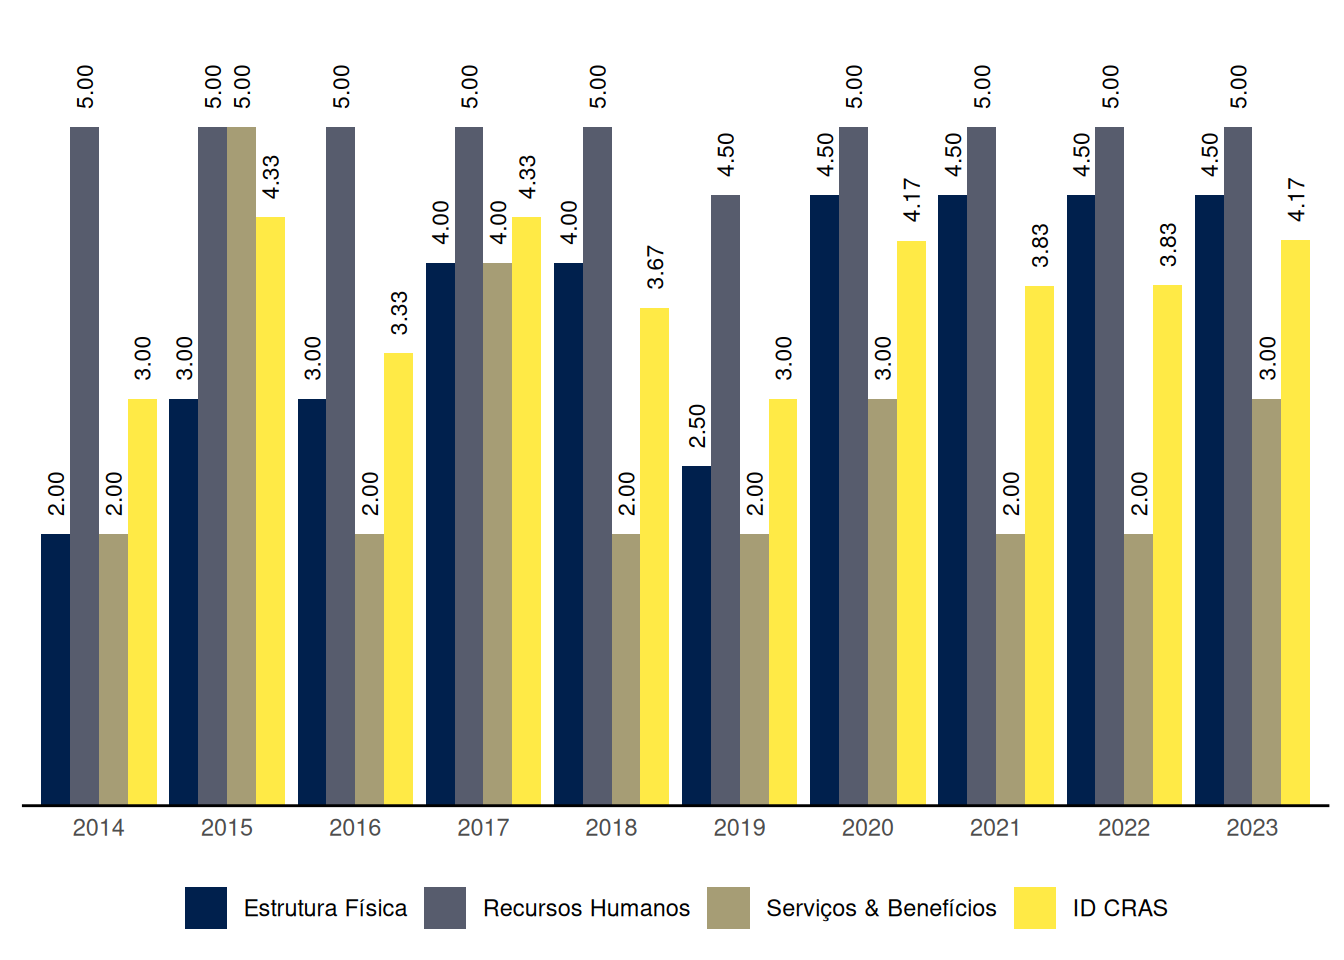 2.00 5.00 2.00 3.00
3.00 5.00 5.00 4.33
3.00 5.00 2.00 3.33
4.00 5.00 4.00 4.33
4.00 5.00 2.00 3.67
2.50 4.50 2.00 3.00
4.50 5.00 3.00 4.17
4.50 5.00 2.00 3.83
4.50 5.00 2.00 3.83
4.50 5.00 3.00 4.17
2014 2015 2016 2017 2018 2019 2020 2021 2022 2023
Estrutura Física Recursos Humanos Serviços & Benefícios ID CRAS